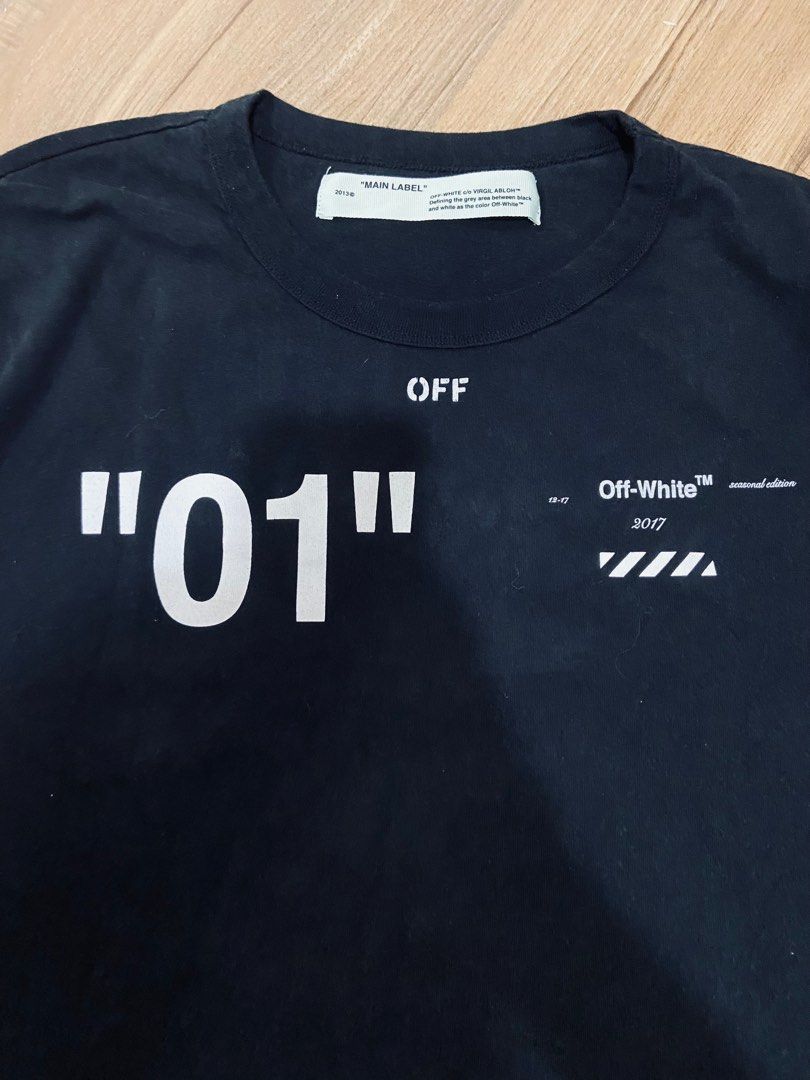 "MAIN LABEL"
2013©
OFF-WHITE c/o VIRGIL ABLOH™
Defining the grey area between black
and white as the color Off-White™
OFF
"01"
12-17
Off-White™
seasonal edition
2017